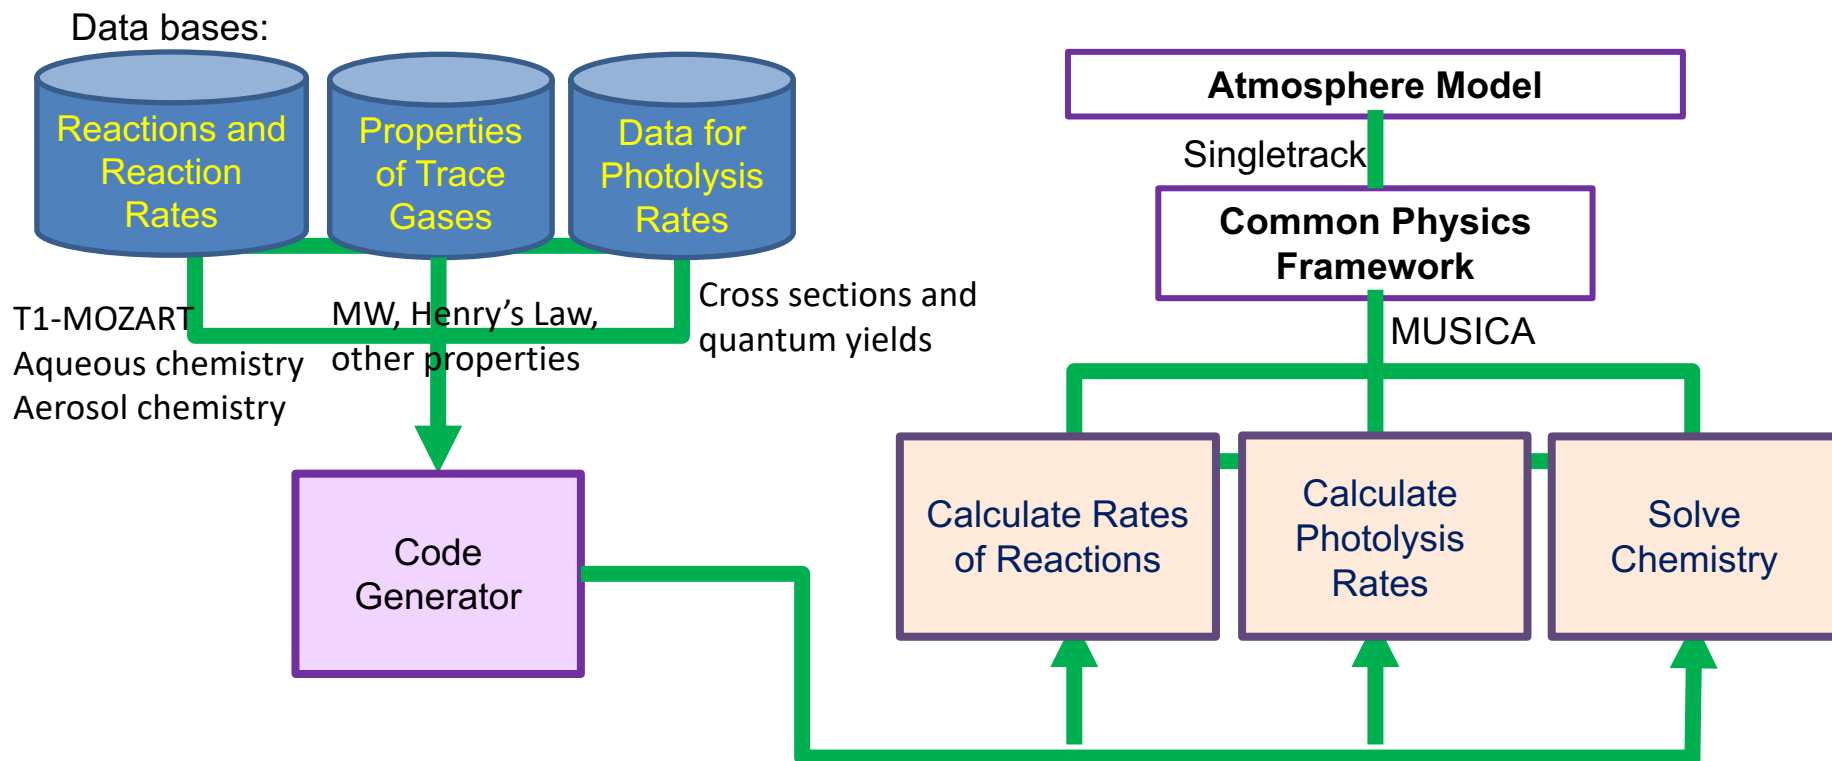 Data bases:
Reactions and
Reaction
Rates
Properties
of Trace
Gases
Data for
Photolysis
Rates
T1-MOZART
Aqueous chemistry
Aerosol chemistry
MW, Henry’s Law,
other properties
Cross sections and
quantum yields
Code
Generator
Atmosphere Model
Singletrack
Common Physics
Framework
MUSICA
Calculate Rates
of Reactions
Calculate
Photolysis
Rates
Solve
Chemistry